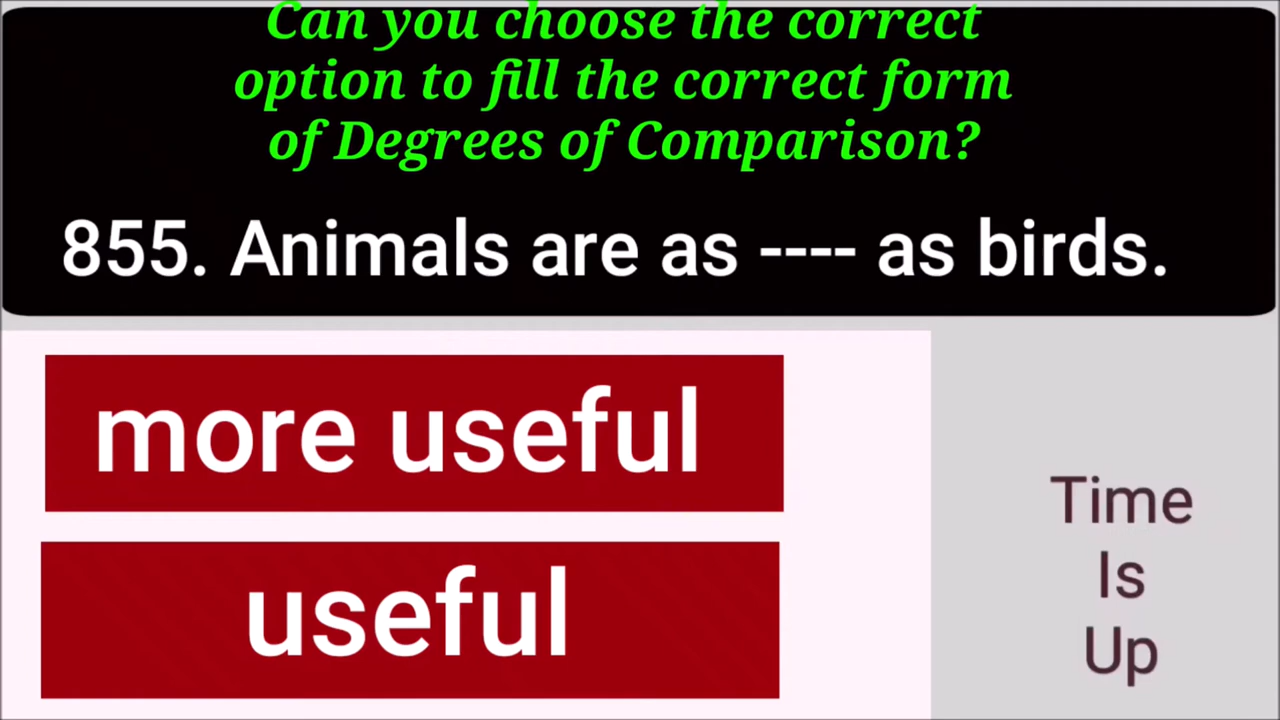 Can you choose the correct
option to fill the correct form
of Degrees of Comparison?
855. Animals are as ---- as birds.
more useful
useful
Time
Is
Up